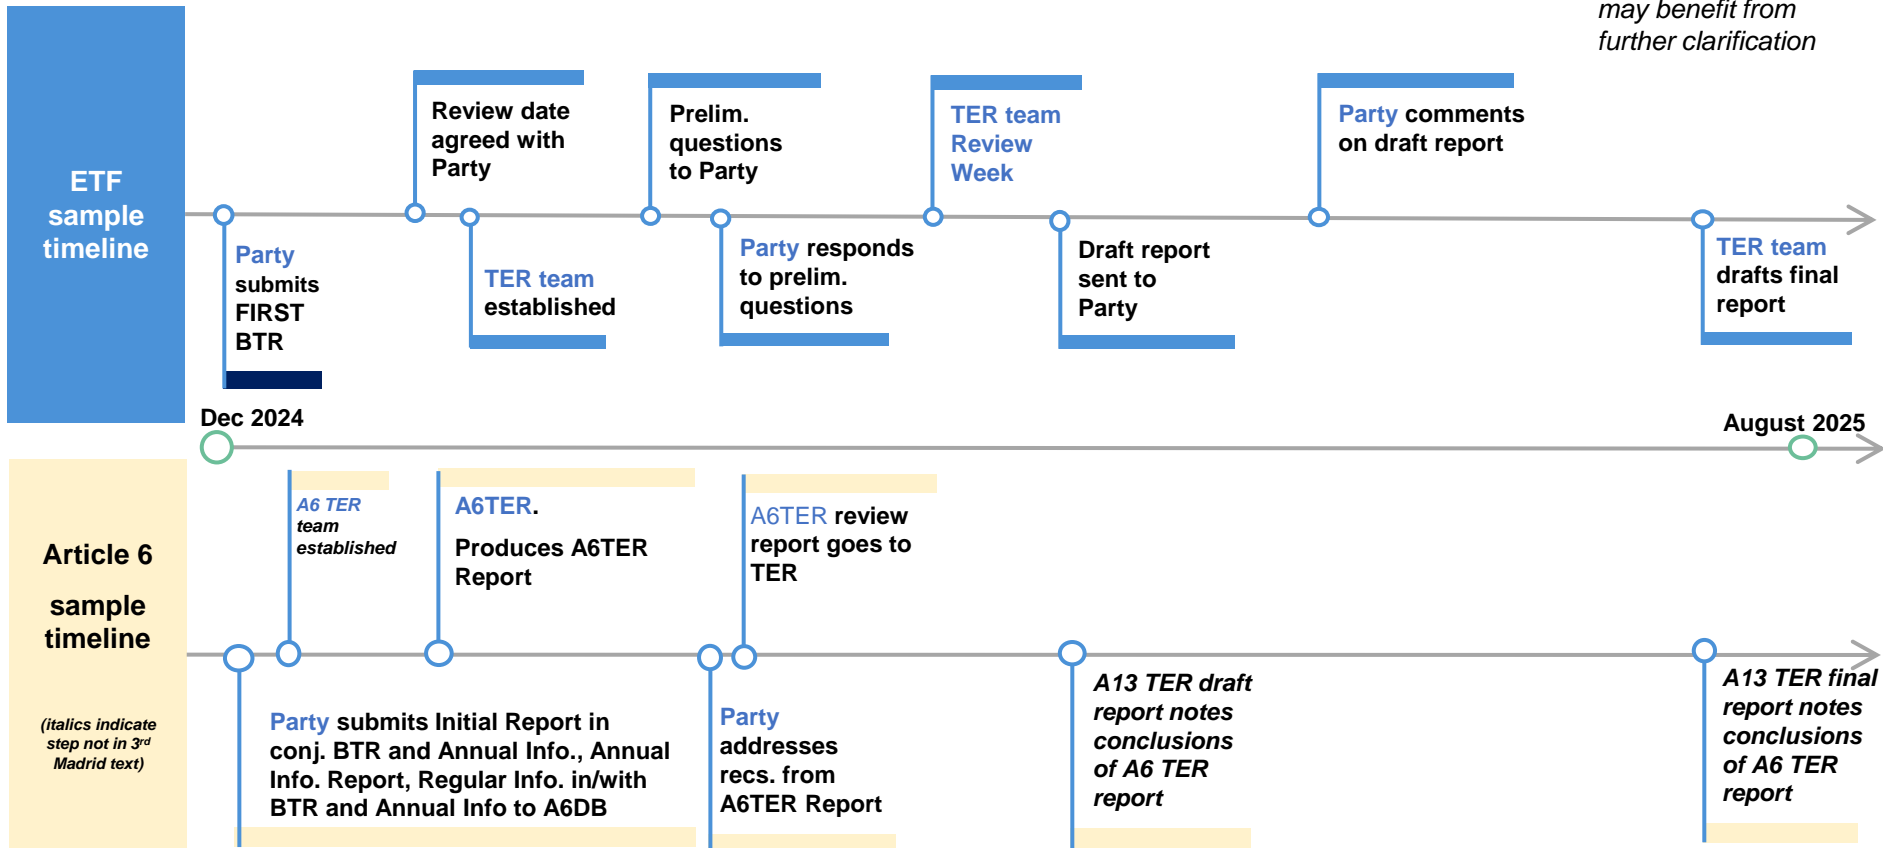 may benefit from
further clarification
ETF
sample
timeline
Review date
agreed with
Party
Prelim.
questions
to Party
TER team
Review
Week
Party comments
on draft report
Party
submits
FIRST
BTR
TER team
established
Party responds
to prelim.
questions
Draft report
sent to
Party
TER team
drafts final
report
Dec 2024
August 2025
Article 6
sample
timeline
(italics indicate
step not in 3rd
Madrid text)
A6 TER
team
established
A6TER.
Produces A6TER
Report
A6TER review
report goes to
TER
Party submits Initial Report in
conj. BTR and Annual Info., Annual
Info. Report, Regular Info. in/with
BTR and Annual Info to A6DB
Party
addresses
recs. from
A6TER Report
A13 TER draft
report notes
conclusions
of A6 TER
report
A13 TER final
report notes
conclusions
of A6 TER
report